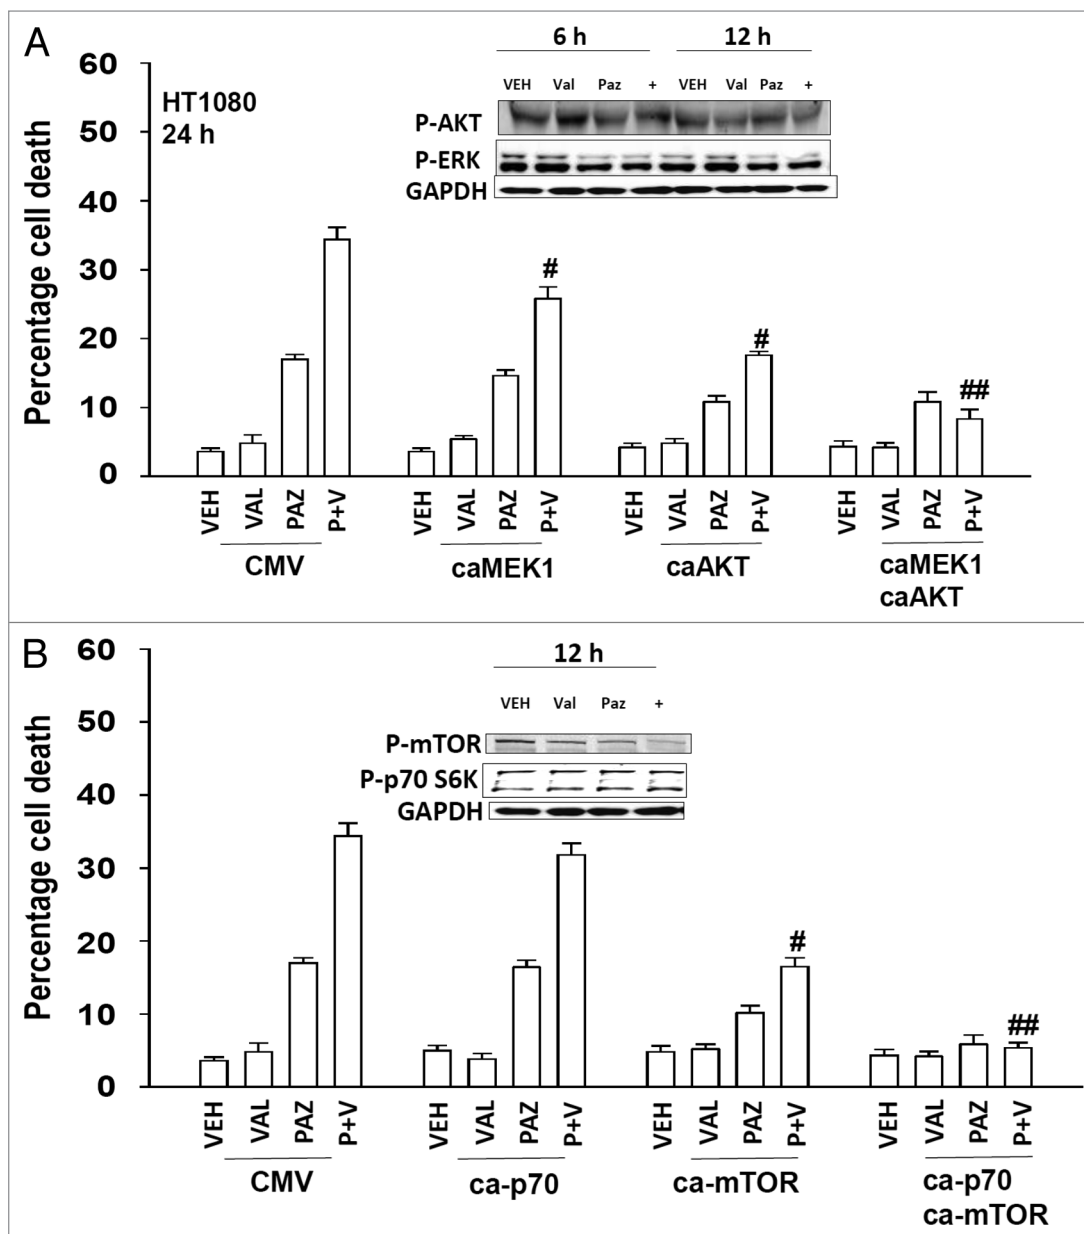 A
6 h 12 h
VEH Val Paz + VEH Val Paz +
HT1080
24 h
P-AKT
P-ERK
GAPDH
Percentage cell death
60
50
40
30
20
10
0
# # ##
VEH VAL PAZ P+V VEH VAL PAZ P+V VEH VAL PAZ P+V VEH VAL PAZ P+V
CMV caMEK1 caAKT caMEK1
caAKT
B
12 h
VEH Val Paz +
P-mTOR
P-p70 S6K
GAPDH
Percentage cell death
60
50
40
30
20
10
0
# ##
VEH VAL PAZ P+V VEH VAL PAZ P+V VEH VAL PAZ P+V VEH VAL PAZ P+V
CMV ca-p70 ca-mTOR ca-p70
ca-mTOR